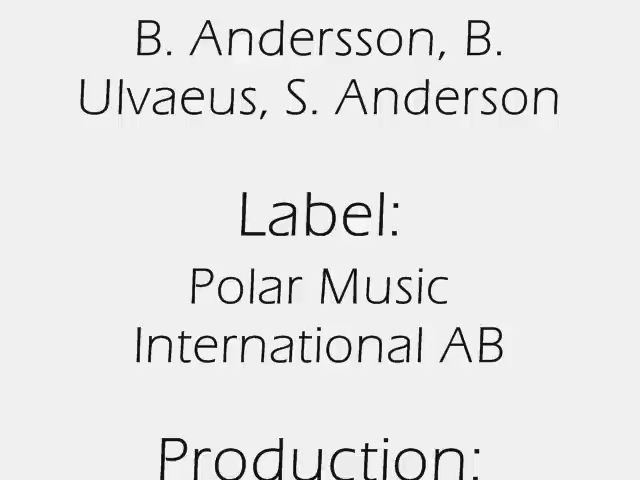 B. Andersson, B.
Ulvaeus, S. Anderson
Label:
Polar Music
International AB
Production: